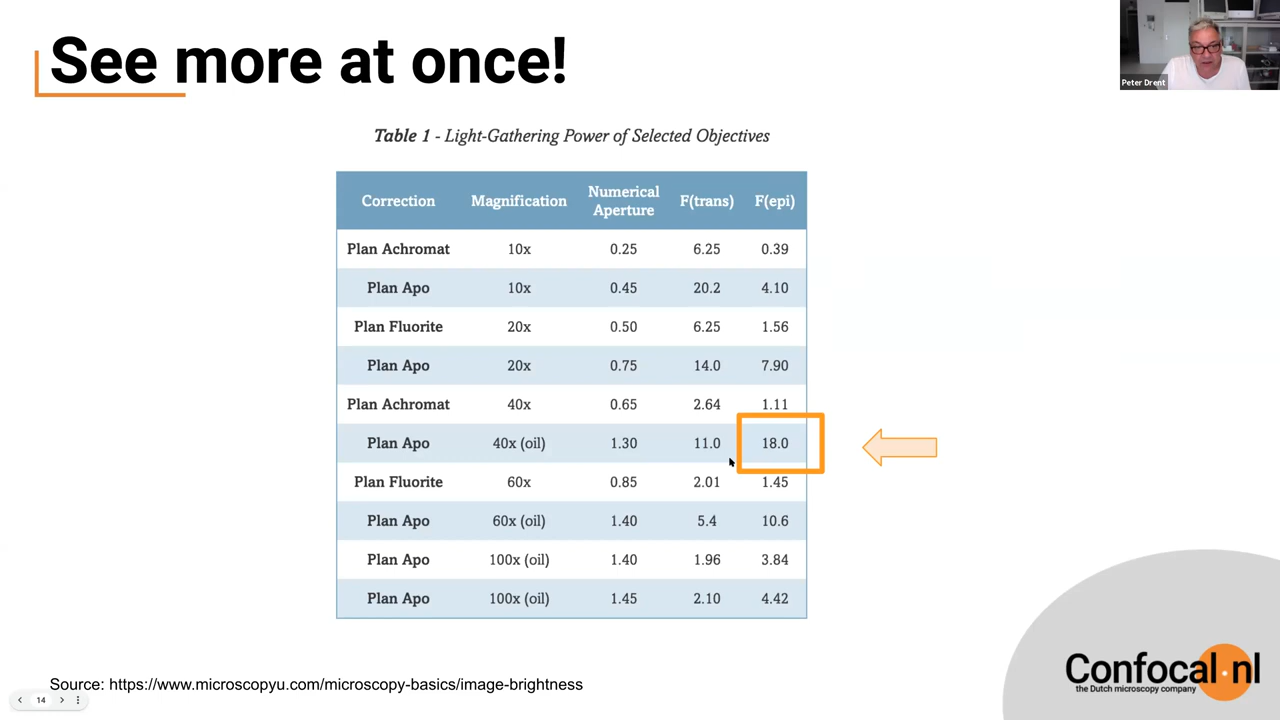 See more at once!
Peter Drent
Table 1 - Light-Gathering Power of Selected Objectives
Correction Magnification Numerical Aperture F(trans) F(epi)
Plan Achromat 10x 0.25 6.25 0.39
Plan Apo 10x 0.45 20.2 4.10
Plan Fluorite 20x 0.50 6.25 1.56
Plan Apo 20x 0.75 14.0 7.90
Plan Achromat 40x 0.65 2.64 1.11
Plan Apo 40x (oil) 1.30 11.0 18.0
Plan Fluorite 60x 0.85 2.01 1.45
Plan Apo 60x (oil) 1.40 5.4 10.6
Plan Apo 100x (oil) 1.40 1.96 3.84
Plan Apo 100x (oil) 1.45 2.10 4.42
Confocal.nl
the Dutch microscopy company
Source: https://www.microscopyu.com/microscopy-basics/image-brightness
14